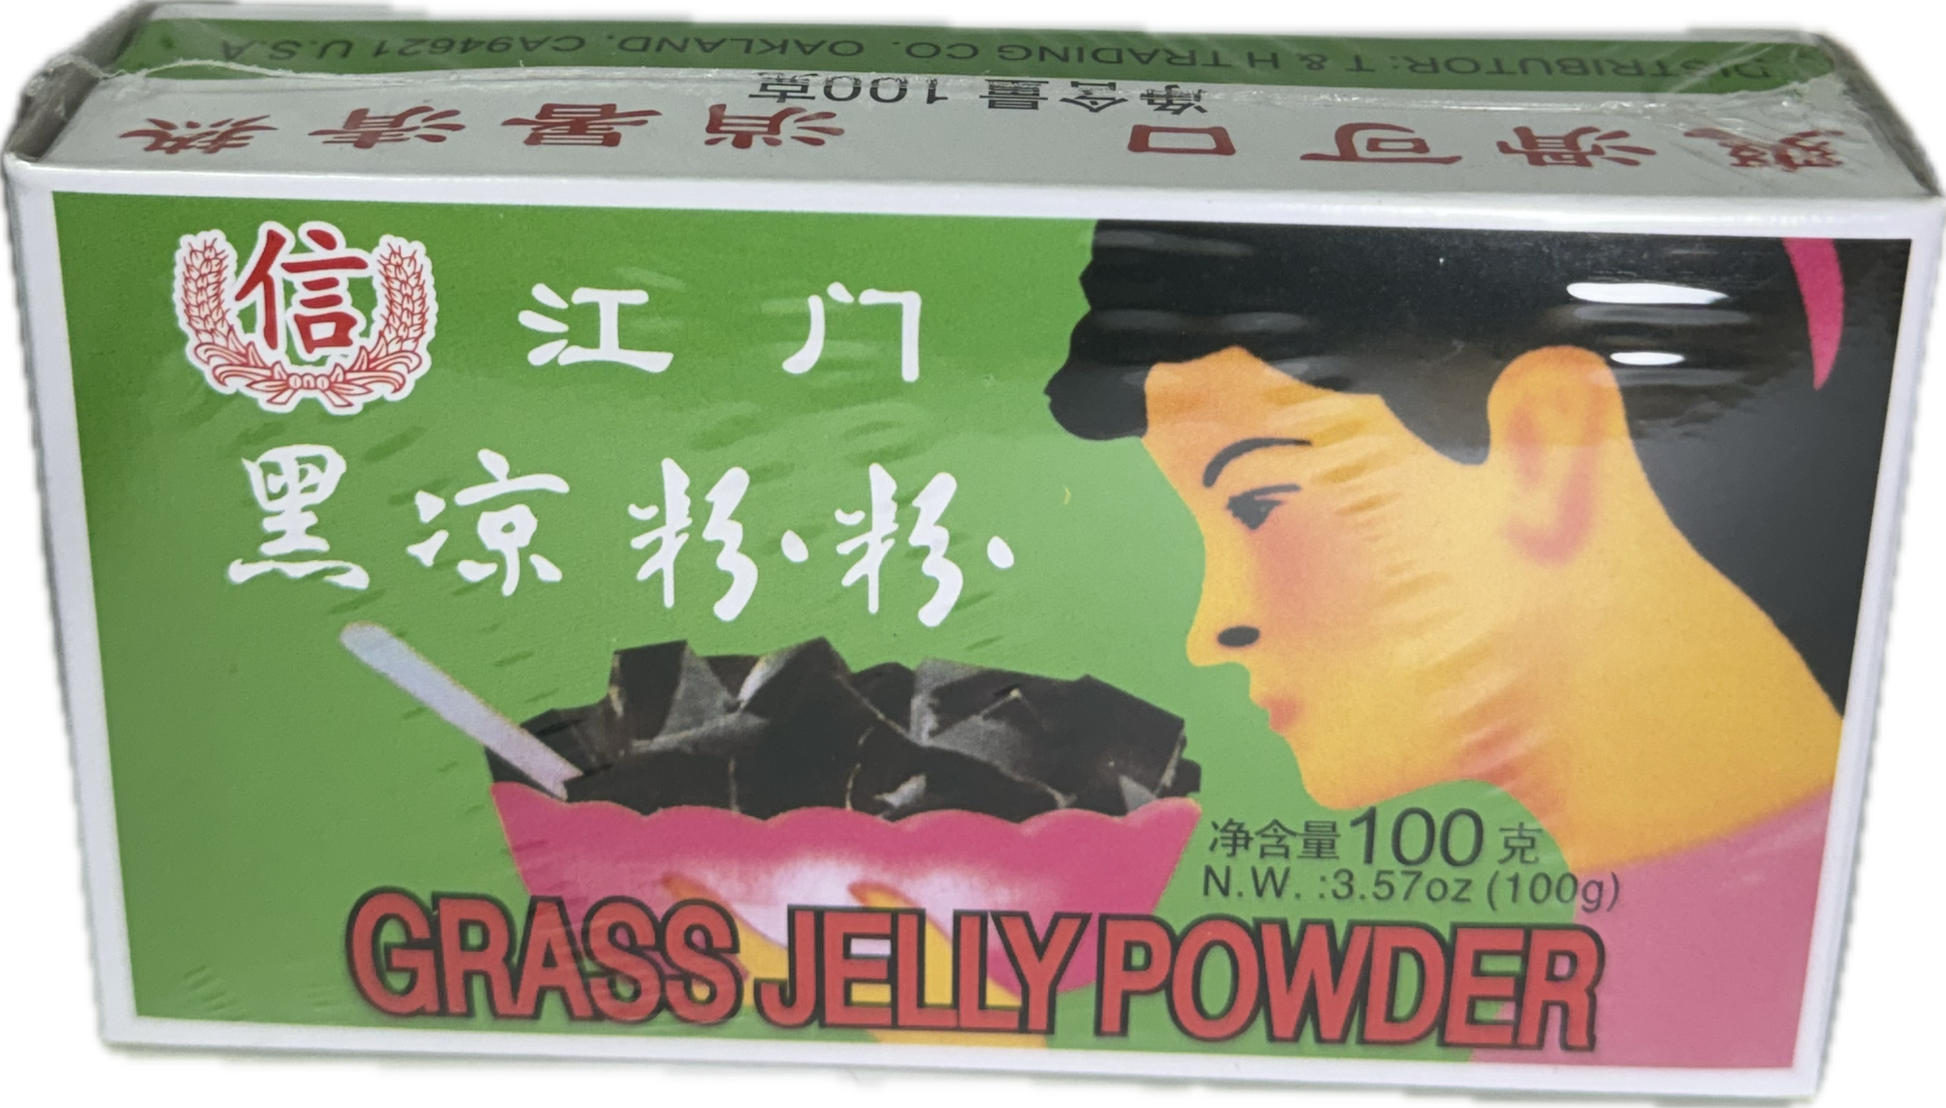 DISTRIBUTOR: T & H TRADING CO. OAKLAND, CA94621 U.S.A
净含量 100克
爽滑可口 消暑清热
信
江门
黑凉粉粉
净含量100克
N.W. :3.57oz (100g)
GRASS JELLY POWDER